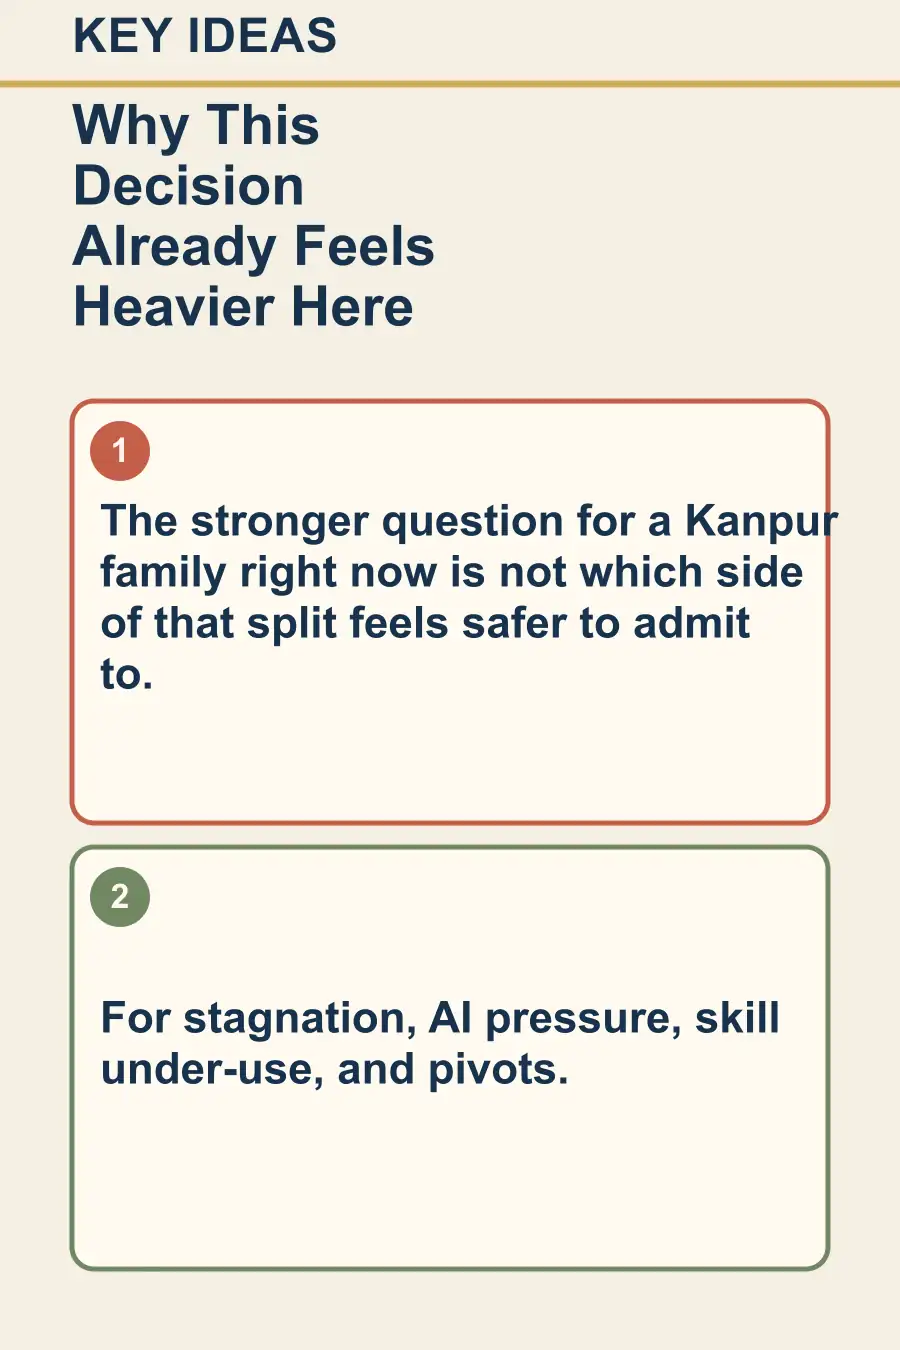 KEY IDEAS
Why This
Decision
Already Feels
Heavier Here
1
The stronger question for a Kanpur
family right now is not which side
of that split feels safer to admit
to.
2
For stagnation, AI pressure, skill
under-use, and pivots.